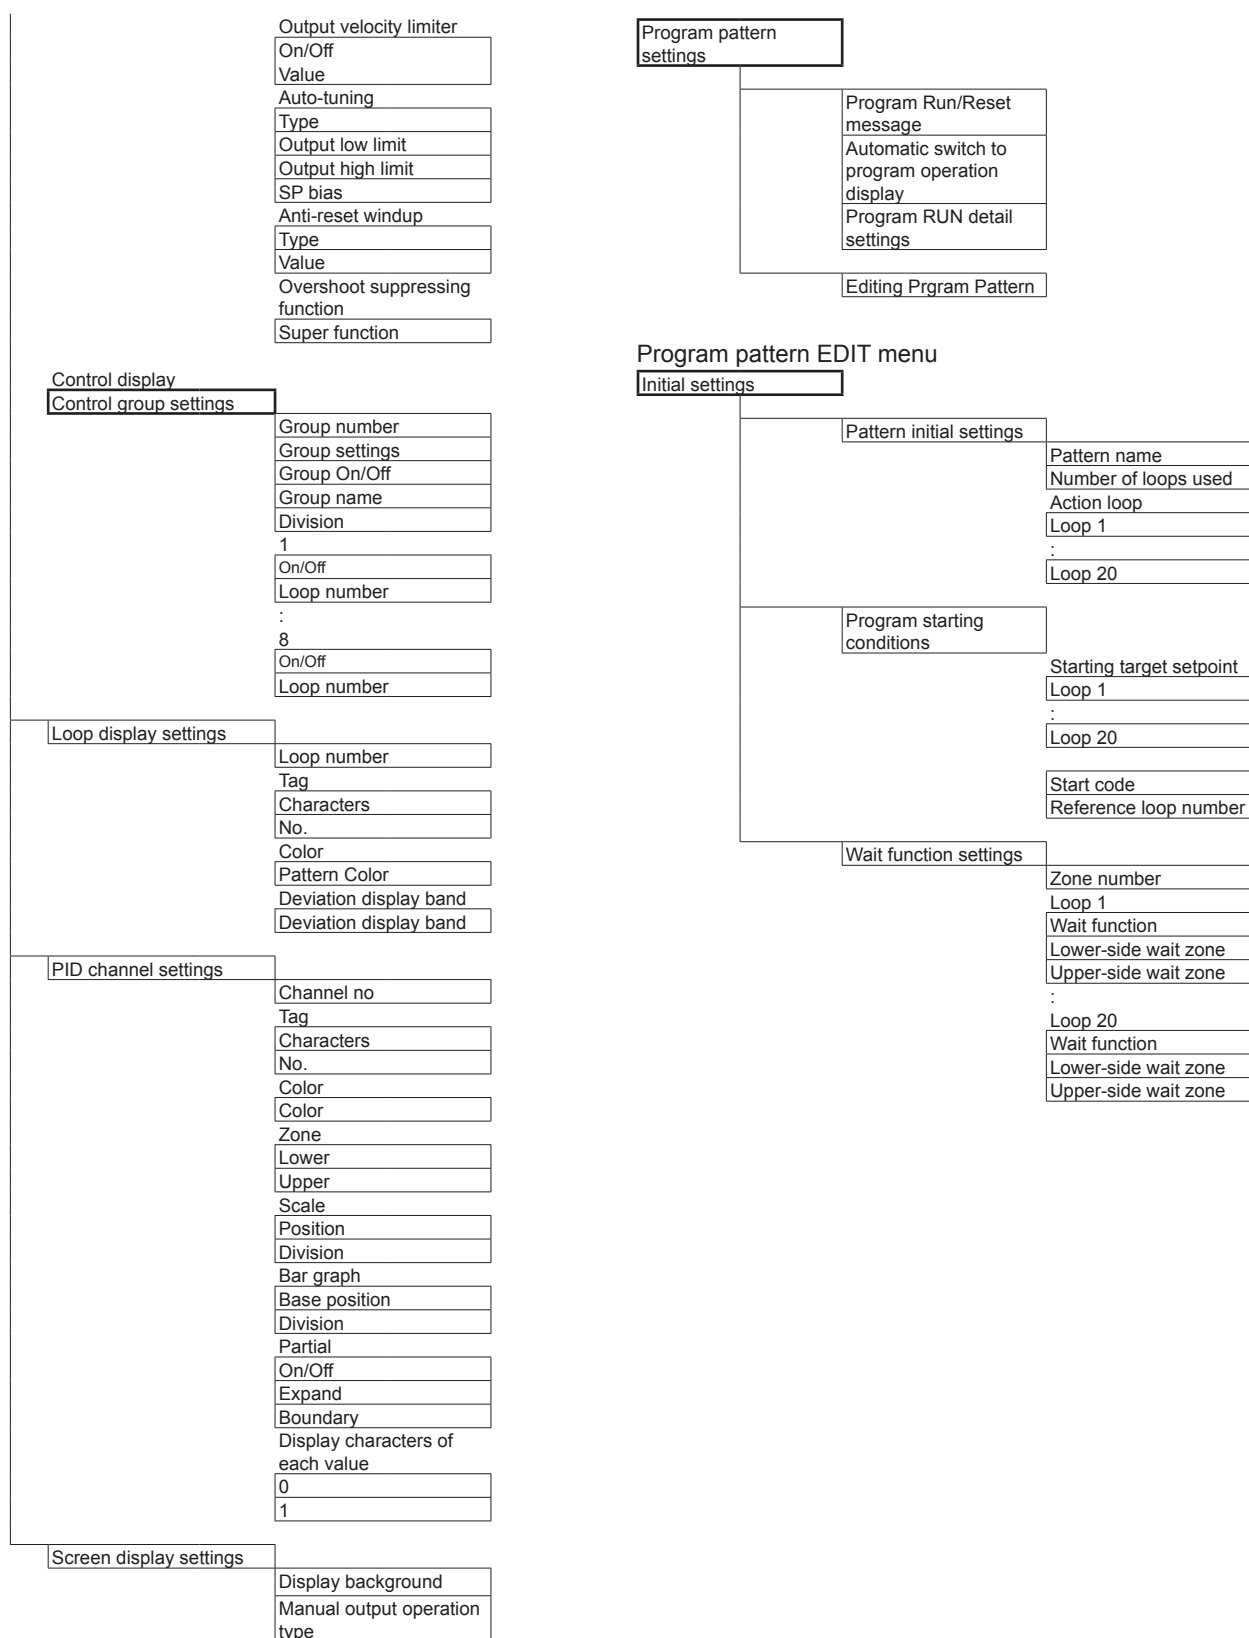 Output velocity limiter
On/Off
Value
Auto-tuning
Type
Output low limit
Output high limit
SP bias
Anti-reset windup
Type
Value
Overshoot suppressing
function
Super function
Control display
Control group settings
Group number
Group settings
Group On/Off
Group name
Division
1
On/Off
Loop number
:
8
On/Off
Loop number
Loop display settings
Loop number
Tag
Characters
No.
Color
Pattern Color
Deviation display band
Deviation display band
PID channel settings
Channel no
Tag
Characters
No.
Color
Color
Zone
Lower
Upper
Scale
Position
Division
Bar graph
Base position
Division
Partial
On/Off
Expand
Boundary
Display characters of
each value
0
1
Screen display settings
Display background
Manual output operation
type
Program pattern
settings
Program Run/Reset
message
Automatic switch to
program operation
display
Program RUN detail
settings
Editing Prgram Pattern
Program pattern EDIT menu
Initial settings
Pattern initial settings
Pattern name
Number of loops used
Action loop
Loop 1
:
Loop 20
Program starting
conditions
Starting target setpoint
Loop 1
:
Loop 20
Start code
Reference loop number
Wait function settings
Zone number
Loop 1
Wait function
Lower-side wait zone
Upper-side wait zone
:
Loop 20
Wait function
Lower-side wait zone
Upper-side wait zone